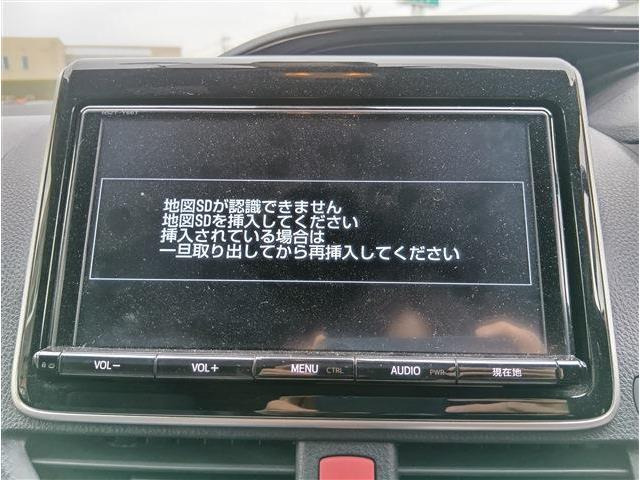 地図SDが認識できません
地図SDを挿入してください
挿入されている場合は
一旦取り出してから再挿入してください
VOL−
VOL+
MENU CTRL
AUDIO PWR
現在地